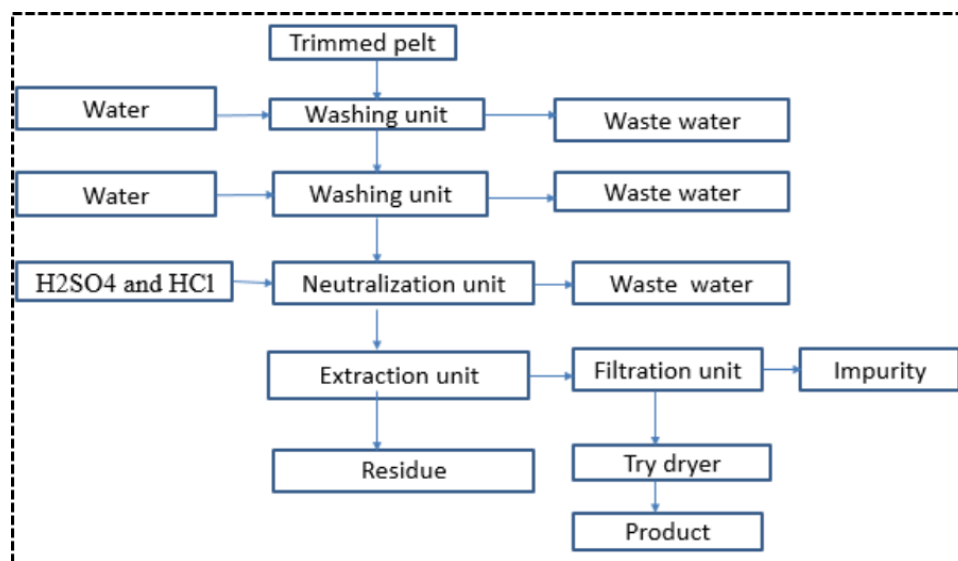 Trimmed pelt
Water
Washing unit
Waste water
Water
Washing unit
Waste water
H2SO4 and HCl
Neutralization unit
Waste water
Extraction unit
Filtration unit
Impurity
Residue
Try dryer
Product